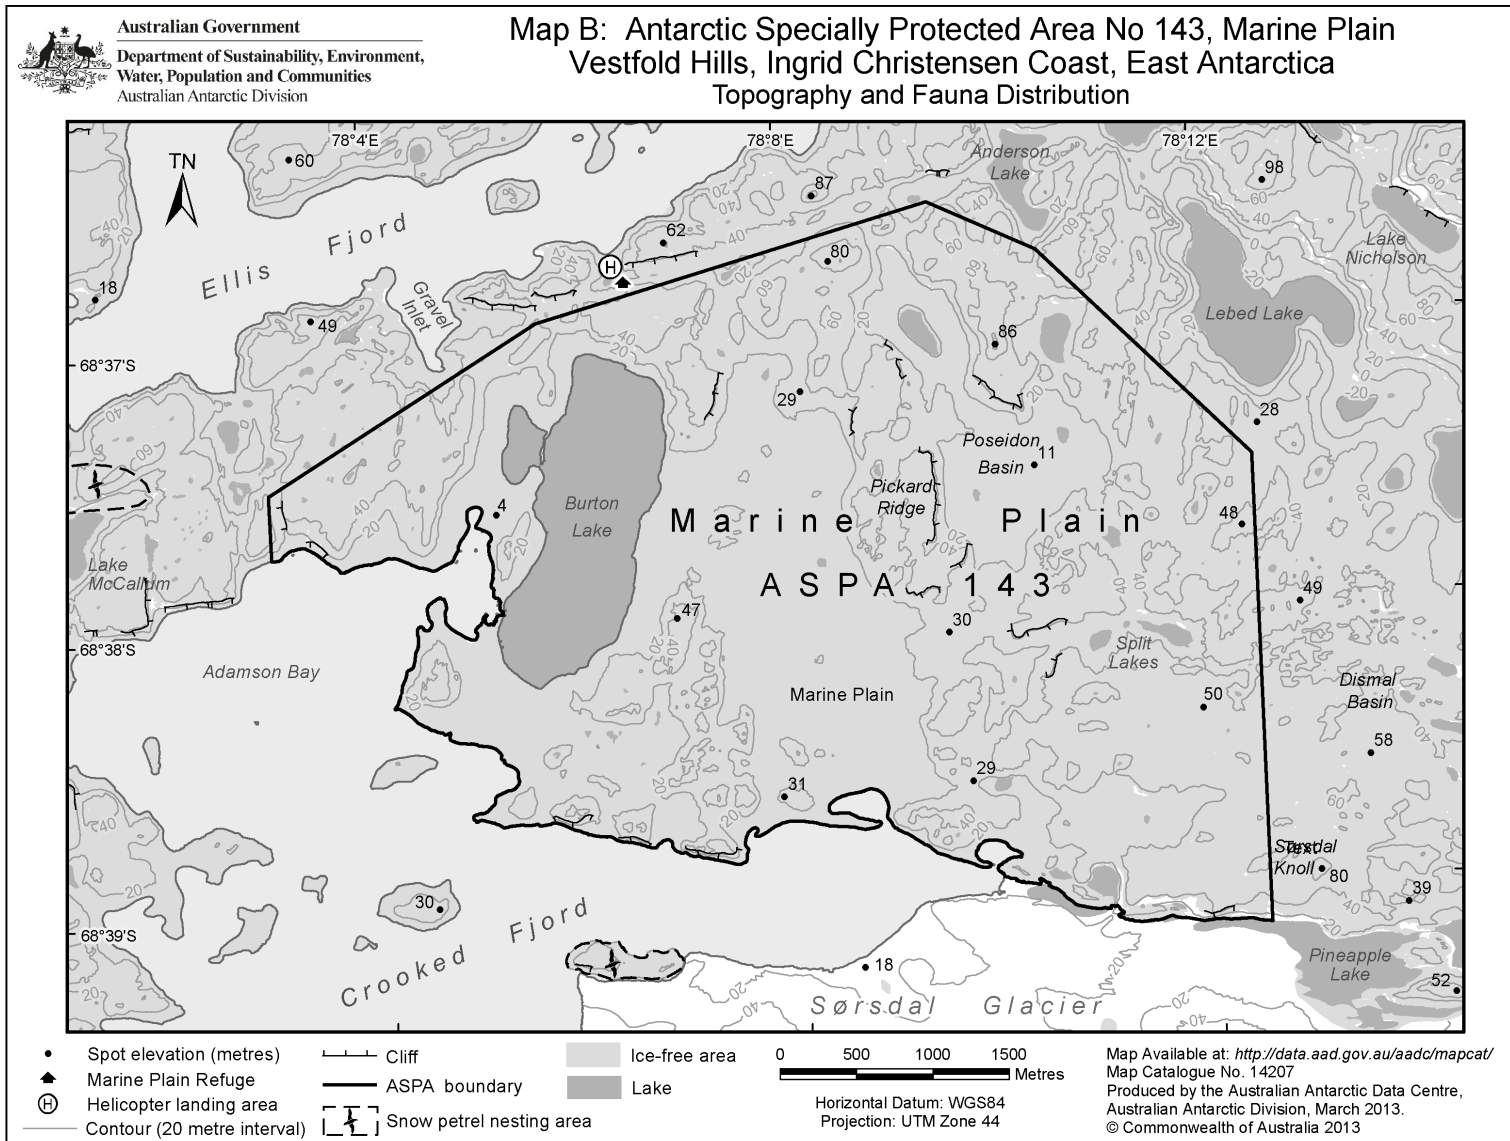 Australian Government
Department of Sustainability, Environment,
Water, Population and Communities
Australian Antarctic Division
Map B: Antarctic Specially Protected Area No 143, Marine Plain
Vestfold Hills, Ingrid Christensen Coast, East Antarctica
Topography and Fauna Distribution
78°4'E
78°8'E
78°12'E
TN
60
Anderson
Lake
98
87
Ellis Fjord
62
H
80
Lake
Nicholson
18
Gravel
Inlet
49
Lebed Lake
86
68°37'S
29
28
Poseidon
Basin
11
Pickard
Ridge
4
Burton
Lake
Marine Plain
48
ASPA 143
Lake
McCallum
49
47
30
68°38'S
Split
Lakes
Adamson Bay
Dismal
Basin
Marine Plain
50
58
29
31
Sørsdal
Knoll
80
39
30
Crooked Fjord
68°39'S
Pineapple
Lake
18
52
Sørsdal Glacier
Spot elevation (metres)
Marine Plain Refuge
H Helicopter landing area
Contour (20 metre interval)
Cliff
ASPA boundary
Snow petrel nesting area
Ice-free area
Lake
0 500 1000 1500
Metres
Horizontal Datum: WGS84
Projection: UTM Zone 44
Map Available at: http://data.aad.gov.au/aadc/mapcat/
Map Catalogue No. 14207
Produced by the Australian Antarctic Data Centre,
Australian Antarctic Division, March 2013.
© Commonwealth of Australia 2013